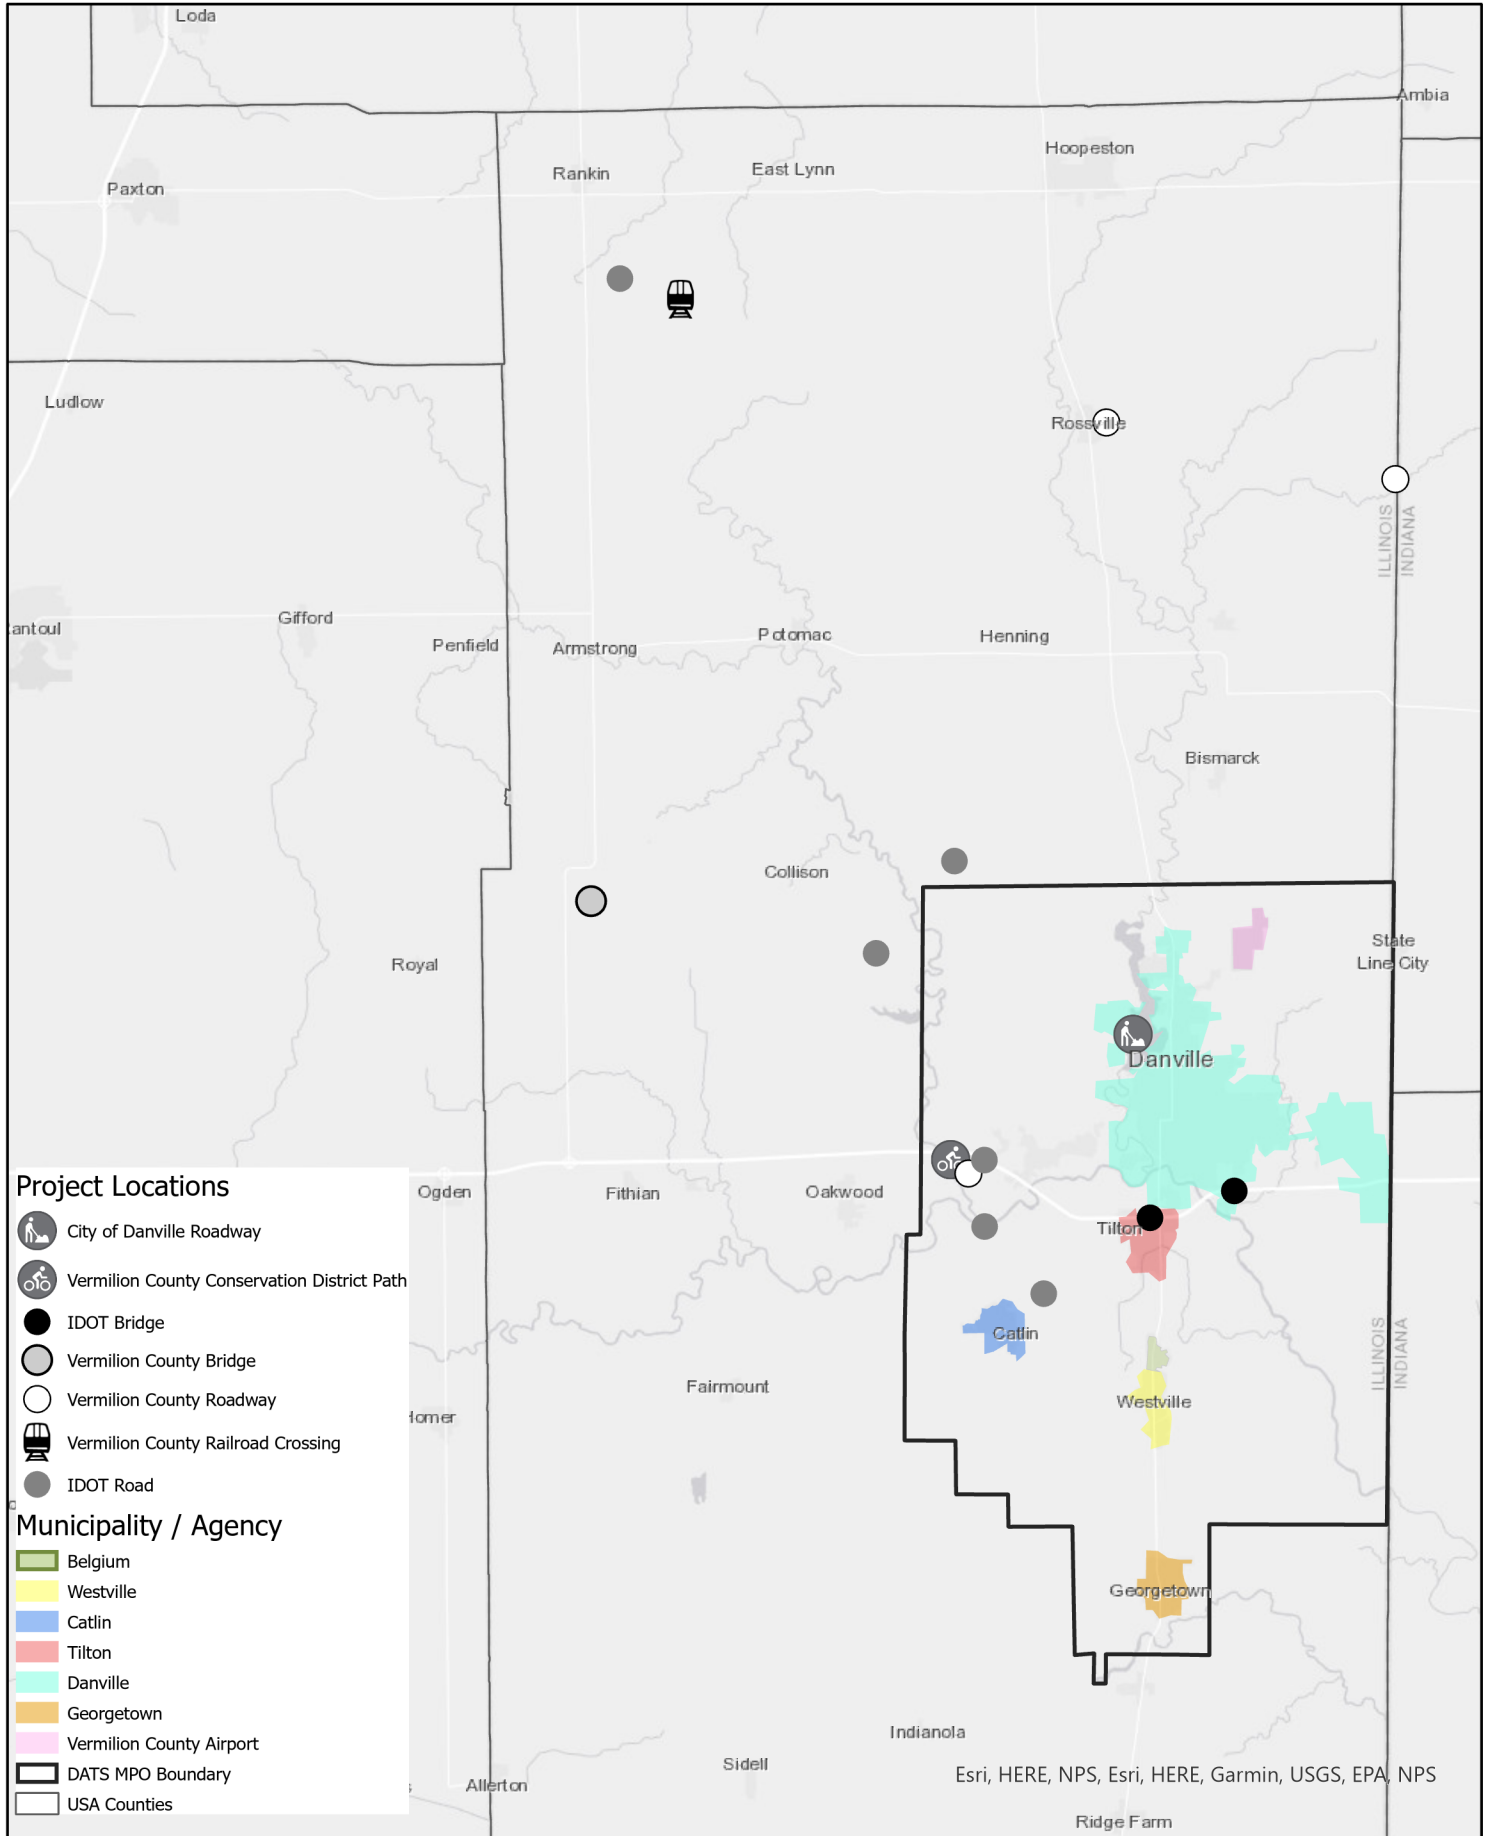 Loda
Ambia
Hoopeston
East Lynn
Rankin
Paxton
Ludlow
Rossville
ILLINOIS
INDIANA
Gifford
antoul
Potomac
Henning
Penfield
Armstrong
Bismarck
Collison
State
Line City
Royal
Danville
Ogden
Fithian
Oakwood
Tilton
Catlin
ILLINOIS
INDIANA
Fairmount
Westville
Homer
Georgetown
Indianola
Sidell
Allerton
Ridge Farm
Project Locations
City of Danville Roadway
Vermilion County Conservation District Path
IDOT Bridge
Vermilion County Bridge
Vermilion County Roadway
Vermilion County Railroad Crossing
IDOT Road
Municipality / Agency
Belgium
Westville
Catlin
Tilton
Danville
Georgetown
Vermilion County Airport
DATS MPO Boundary
USA Counties
Esri, HERE, NPS, Esri, HERE, Garmin, USGS, EPA, NPS